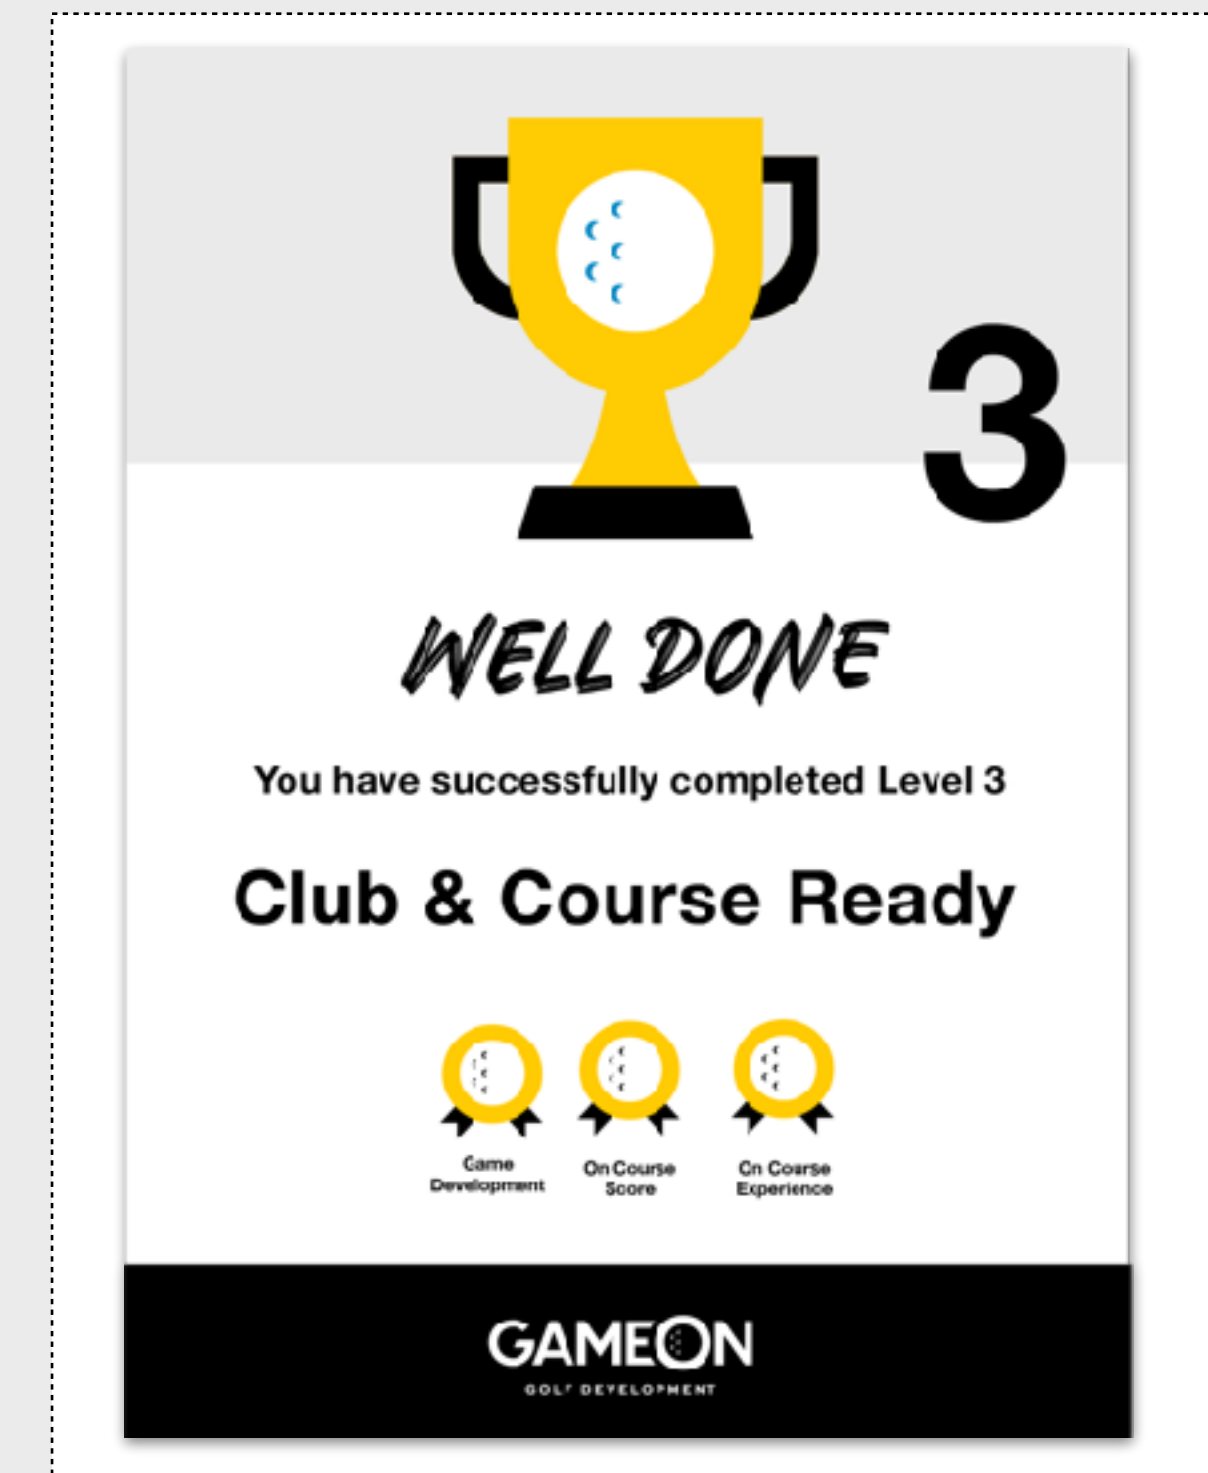 3
WELL DONE
You have successfully completed Level 3
Club & Course Ready
Game
Development
On Course
Score
On Course
Experience
GAMEON
GOLF DEVELOPMENT